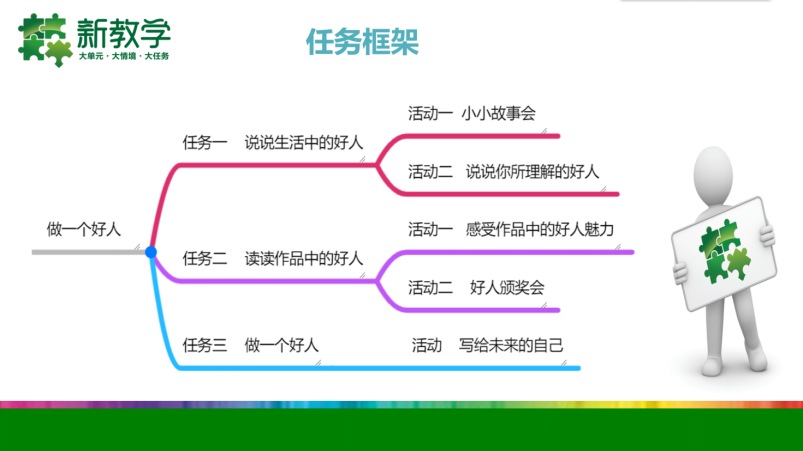 新教学
大单元·大情境·大任务
任务框架
做一个好人
任务一 说说生活中的好人
活动一 小小故事会
活动二 说说你所理解的好人
任务二 读读作品中的好人
活动一 感受作品中的好人魅力
活动二 好人颁奖会
任务三 做一个好人
活动 写给未来的自己